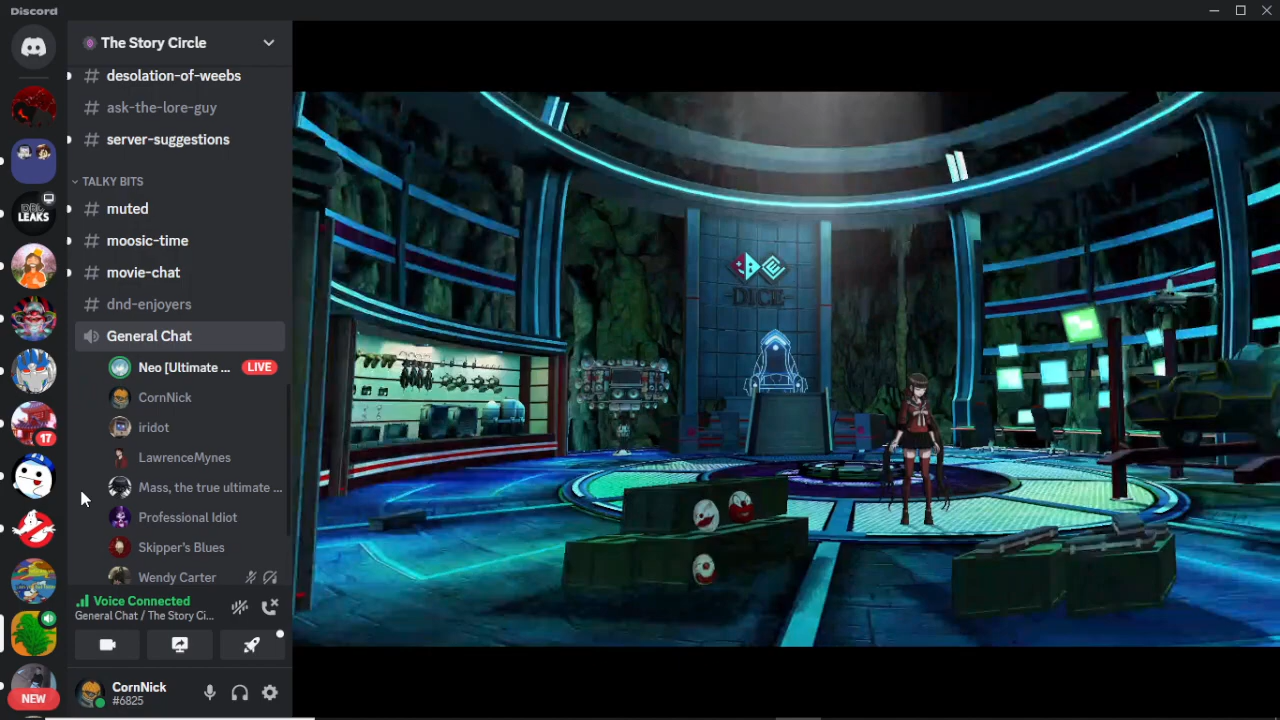 Discord
The Story Circle
desolation-of-weebs
ask-the-lore-guy
server-suggestions
TALKY BITS
muted
moosic-time
movie-chat
dnd-enjoyers
General Chat
Neo [Ultimate ... LIVE
CornNick
iridot
LawrenceMynes
Mass, the true ultimate ...
Professional Idiot
Skipper's Blues
Wendy Carter
Voice Connected
General Chat / The Story Ci...
CornNick
#6825
LEAKS
17
NEW
DICE